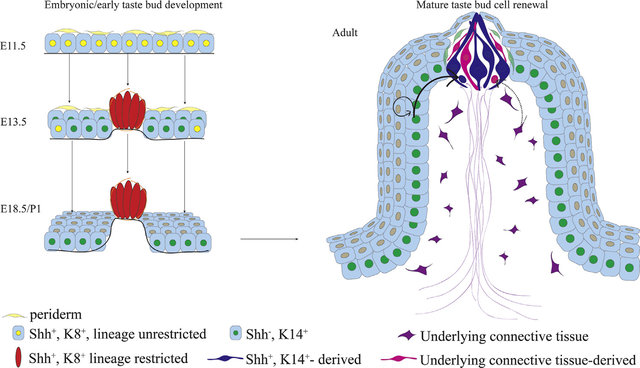 Embryonic/early taste bud development
Mature taste bud cell renewal
E11.5
Adult
E13.5
E18.5/P1
periderm
Shh⁺, K8⁺, lineage unrestricted
Shh⁻, K14⁺
Underlying connective tissue
Shh⁺, K8⁺ lineage restricted
Shh⁺, K14⁺- derived
Underlying connective tissue-derived